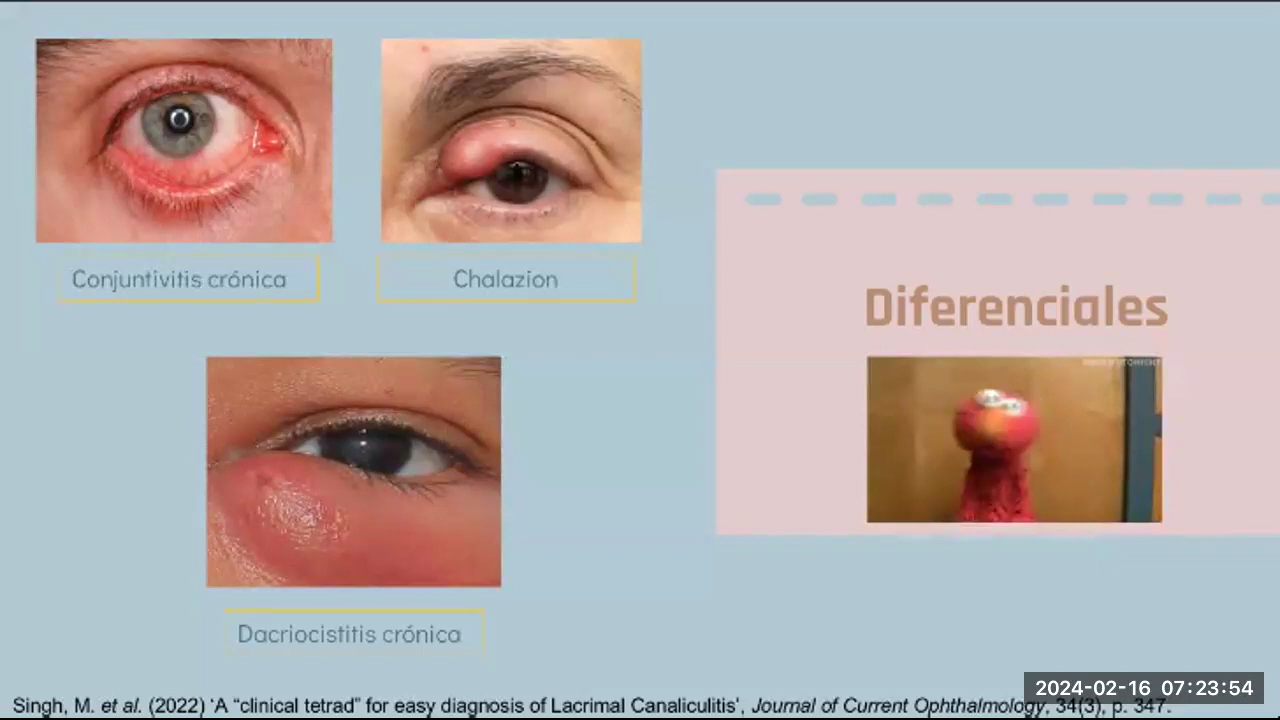 Conjuntivitis crónica
Chalazion
Diferenciales
Dacriocistitis crónica
2024-02-16 07:23:54
Singh, M. et al. (2022) ‘A “clinical tetrad” for easy diagnosis of Lacrimal Canaliculitis’, Journal of Current Ophthalmology, 34(3), p. 347.